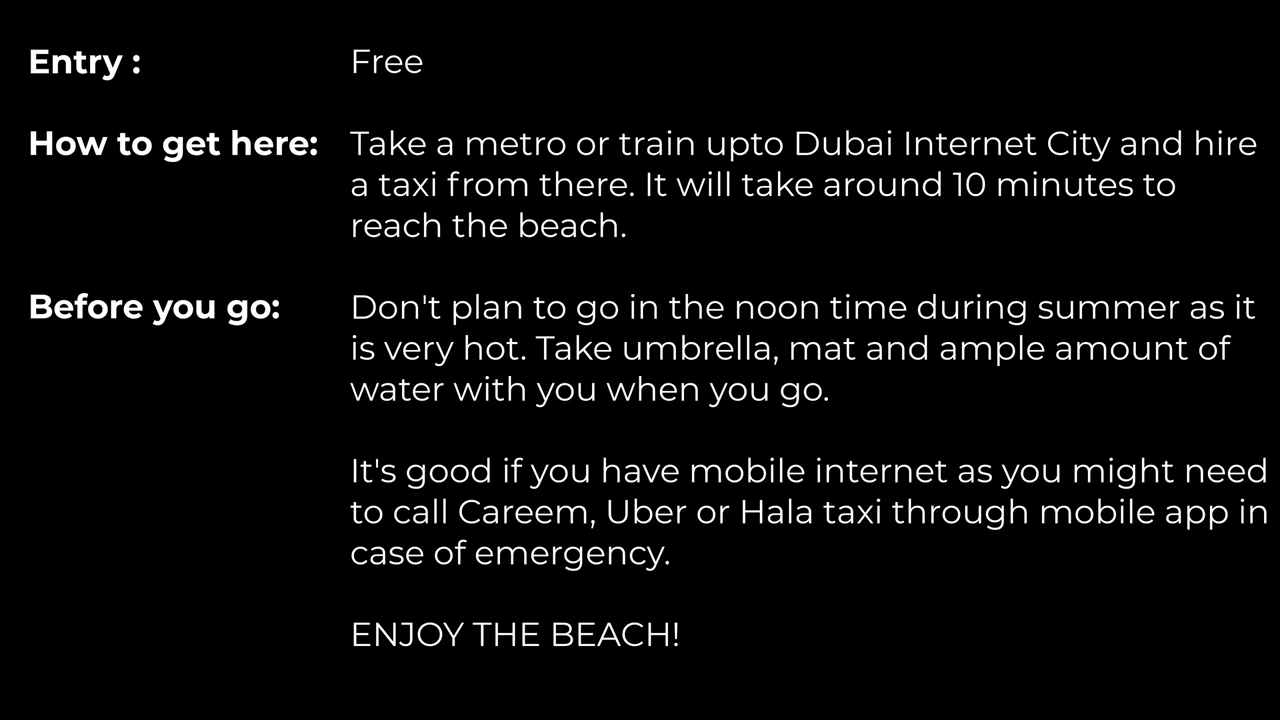 Entry : Free
How to get here: Take a metro or train upto Dubai Internet City and hire
a taxi from there. It will take around 10 minutes to
reach the beach.
Before you go: Don't plan to go in the noon time during summer as it
is very hot. Take umbrella, mat and ample amount of
water with you when you go.
It's good if you have mobile internet as you might need
to call Careem, Uber or Hala taxi through mobile app in
case of emergency.
ENJOY THE BEACH!